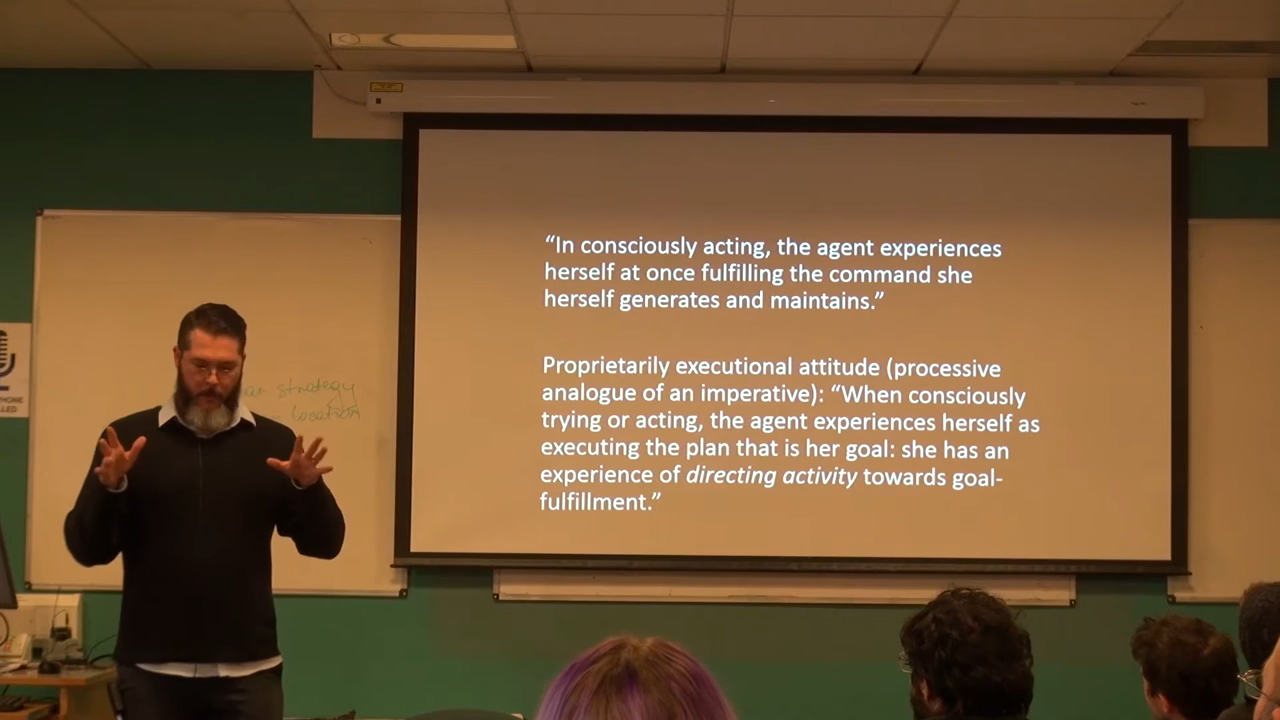 “In consciously acting, the agent experiences
herself at once fulfilling the command she
herself generates and maintains.”
Proprietarily executional attitude (processive
analogue of an imperative): “When consciously
trying or acting, the agent experiences herself as
executing the plan that is her goal: she has an
experience of directing activity towards goal-
fulfillment.”
strategy
location